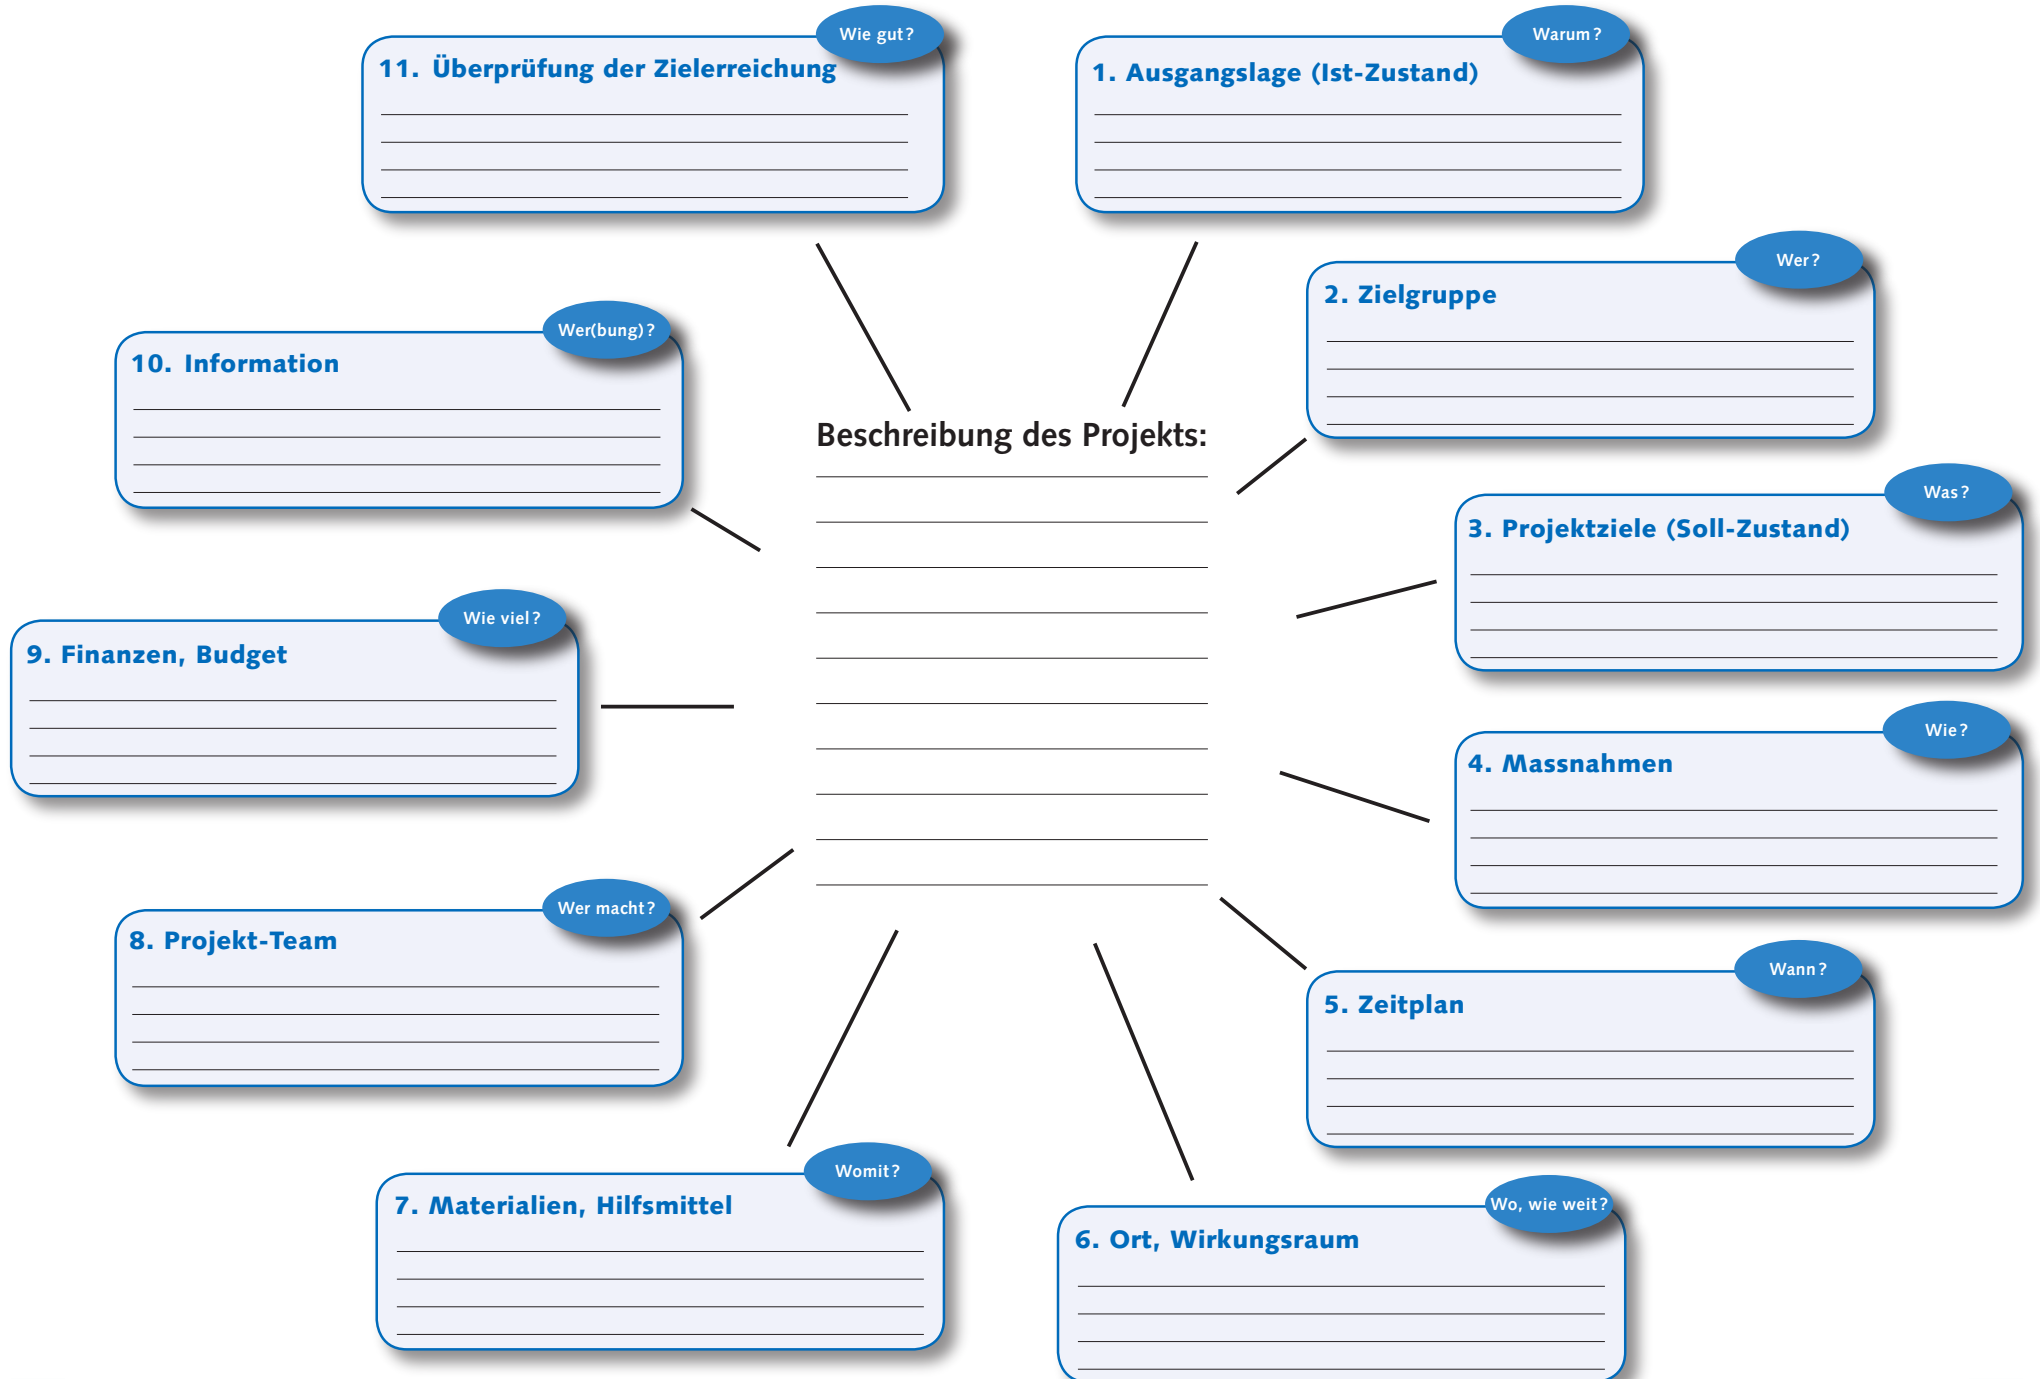 Wie gut?
11. Überprüfung der Zielerreichung
Warum?
1. Ausgangslage (Ist-Zustand)
Wer?
2. Zielgruppe
Wer(bung)?
10. Information
Beschreibung des Projekts:
Was?
3. Projektziele (Soll-Zustand)
Wie viel?
9. Finanzen, Budget
Wie?
4. Massnahmen
Wer macht?
8. Projekt-Team
Wann?
5. Zeitplan
Womit?
7. Materialien, Hilfsmittel
Wo, wie weit?
6. Ort, Wirkungsraum